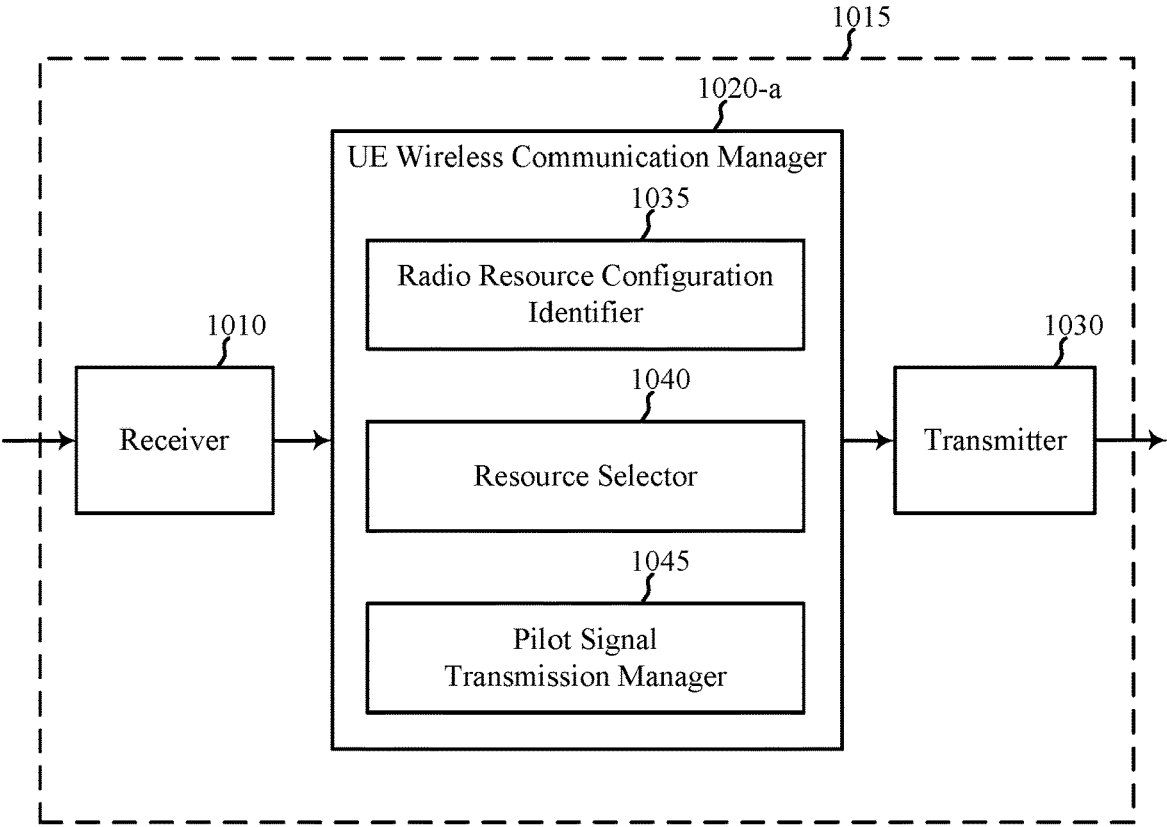 1015
1020-a
UE Wireless Communication Manager
1035
Radio Resource Configuration
Identifier
1010
Receiver
1040
Resource Selector
1030
Transmitter
1045
Pilot Signal
Transmission Manager